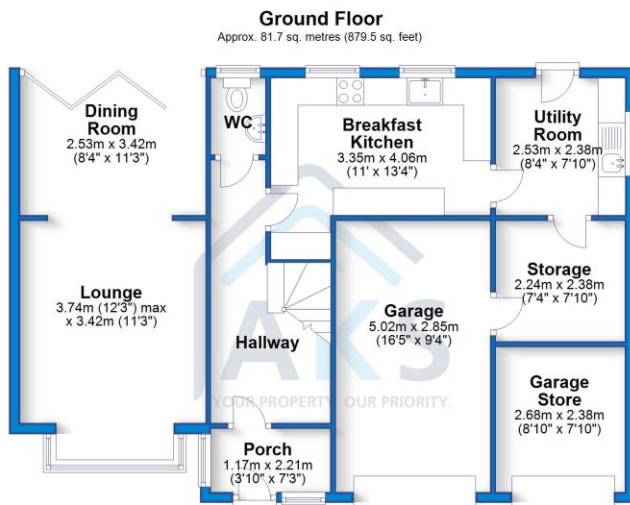 Ground Floor
Approx. 81.7 sq. metres (879.5 sq. feet)
Dining
Room
2.53m x 3.42m
(8'4" x 11'3")
WC
Breakfast
Kitchen
3.35m x 4.06m
(11' x 13'4")
Utility
Room
2.53m x 2.38m
(8'4" x 7'10")
Lounge
3.74m (12'3") max
x 3.42m (11'3")
Hallway
Garage
5.02m x 2.85m
(16'5" x 9'4")
Storage
2.24m x 2.38m
(7'4" x 7'10")
Garage
Store
2.68m x 2.38m
(8'10" x 7'10")
AKS
YOUR PROPERTY, OUR PRIORITY.
Porch
1.17m x 2.21m
(3'10" x 7'3")